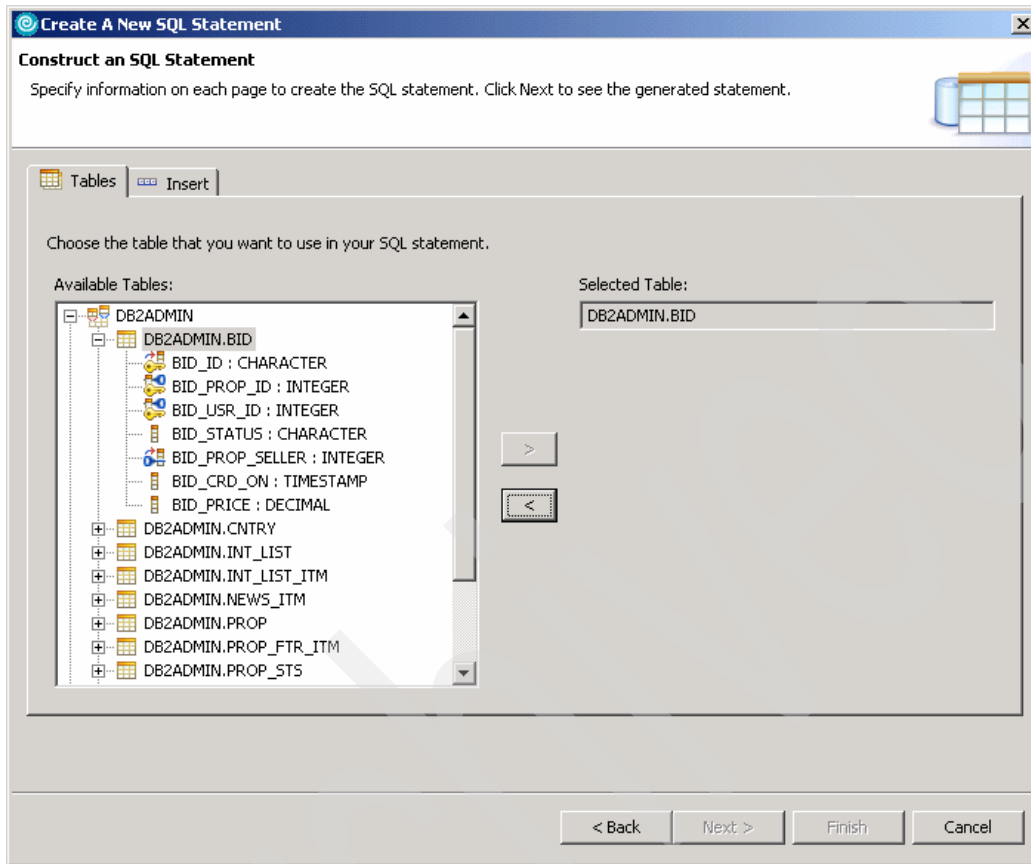 Create A New SQL Statement
Construct an SQL Statement
Specify information on each page to create the SQL statement. Click Next to see the generated statement.
Tables
Insert
Choose the table that you want to use in your SQL statement.
Available Tables:
Selected Table:
DB2ADMIN
DB2ADMIN.BID
DB2ADMIN.BID
BID_ID : CHARACTER
BID_PROP_ID : INTEGER
BID_USR_ID : INTEGER
BID_STATUS : CHARACTER
BID_PROP_SELLER : INTEGER
BID_CRD_ON : TIMESTAMP
BID_PRICE : DECIMAL
DB2ADMIN.CNTRY
DB2ADMIN.INT_LIST
DB2ADMIN.INT_LIST_ITM
DB2ADMIN.NEWS_ITM
DB2ADMIN.PROP
DB2ADMIN.PROP_FTR_ITM
DB2ADMIN.PROP_STS
>
<
< Back
Next >
Finish
Cancel